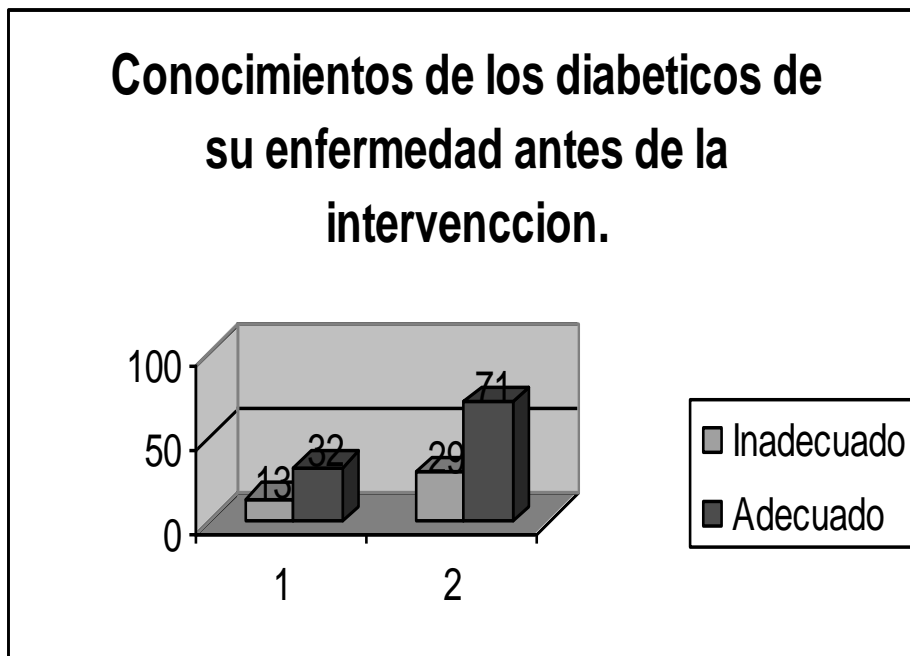 Conocimientos de los diabeticos de
su enfermedad antes de la
intervenccion.
100
50
0
13
32
29
71
1
2
Inadecuado
Adecuado